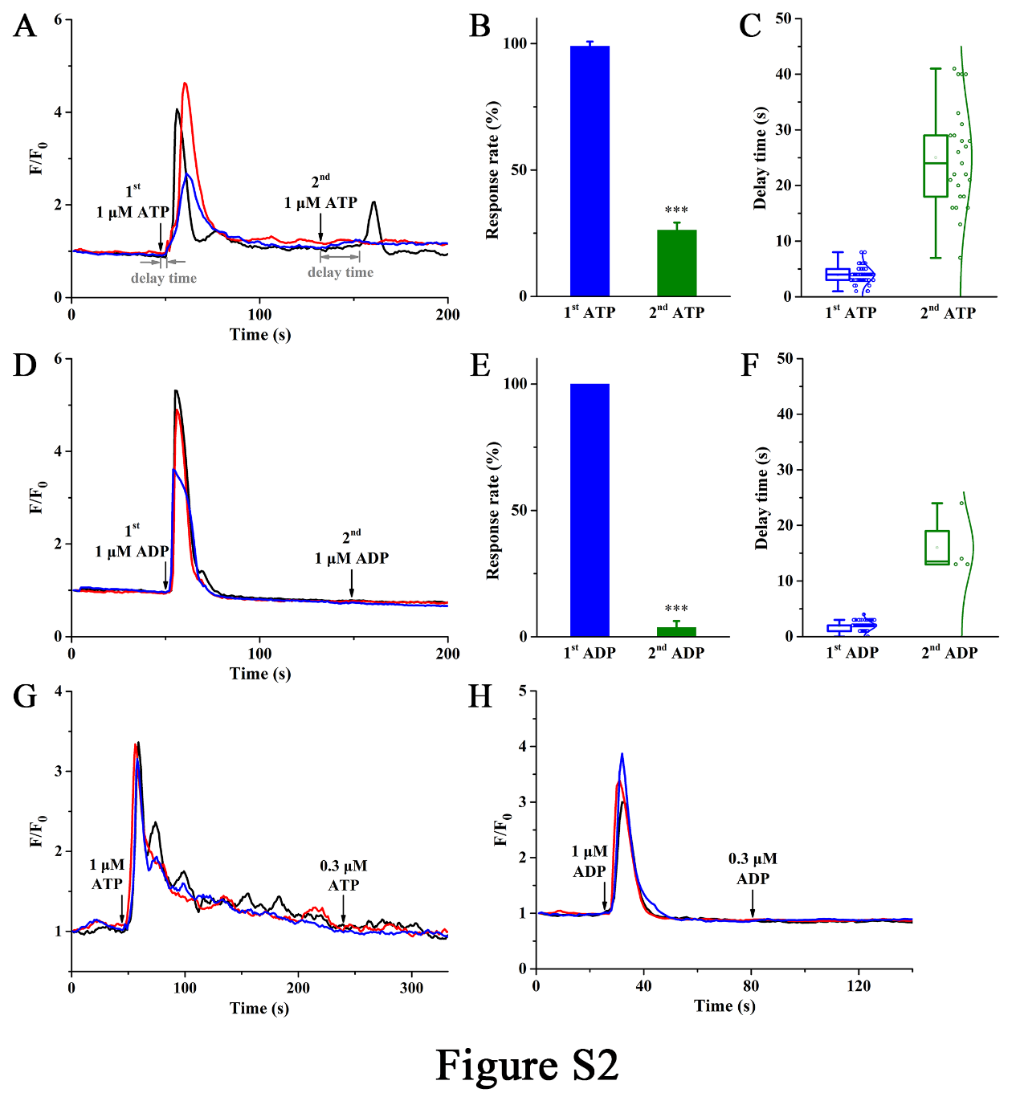 A
6
4
2
0
F/F0
1st
1 μM ATP
2nd
1 μM ATP
delay time
delay time
0
100
200
Time (s)
B
100
50
0
Response rate (%)
***
1st ATP
2nd ATP
C
50
40
30
20
10
0
Delay time (s)
1st ATP
2nd ATP
D
6
4
2
0
F/F0
1st
1 μM ADP
2nd
1 μM ADP
0
100
200
Time (s)
E
100
50
0
Response rate (%)
***
1st ADP
2nd ADP
F
50
40
30
20
10
0
Delay time (s)
1st ADP
2nd ADP
G
4
3
2
1
F/F0
1 μM
ATP
0.3 μM
ATP
0
100
200
300
Time (s)
H
5
4
3
2
1
0
F/F0
1 μM
ADP
0.3 μM
ADP
0
40
80
120
Time (s)
Figure S2